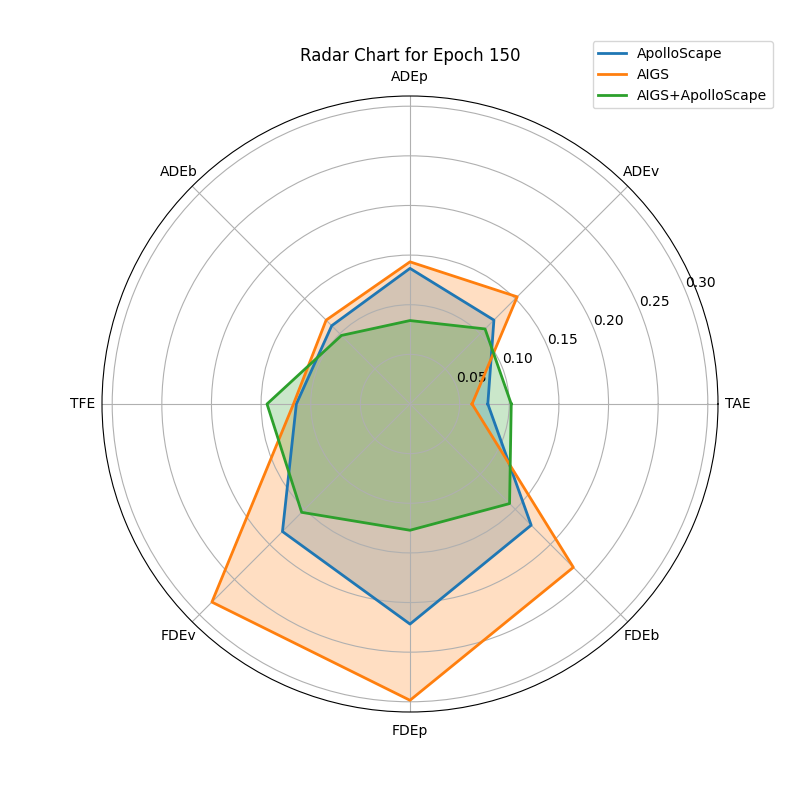 Radar Chart for Epoch 150
ApolloScape
AIGS
AIGS+ApolloScape
ADEp
ADEb
ADEv
0.30
0.25
0.20
0.15
0.10
0.05
TFE
TAE
FDEv
FDEb
FDEp